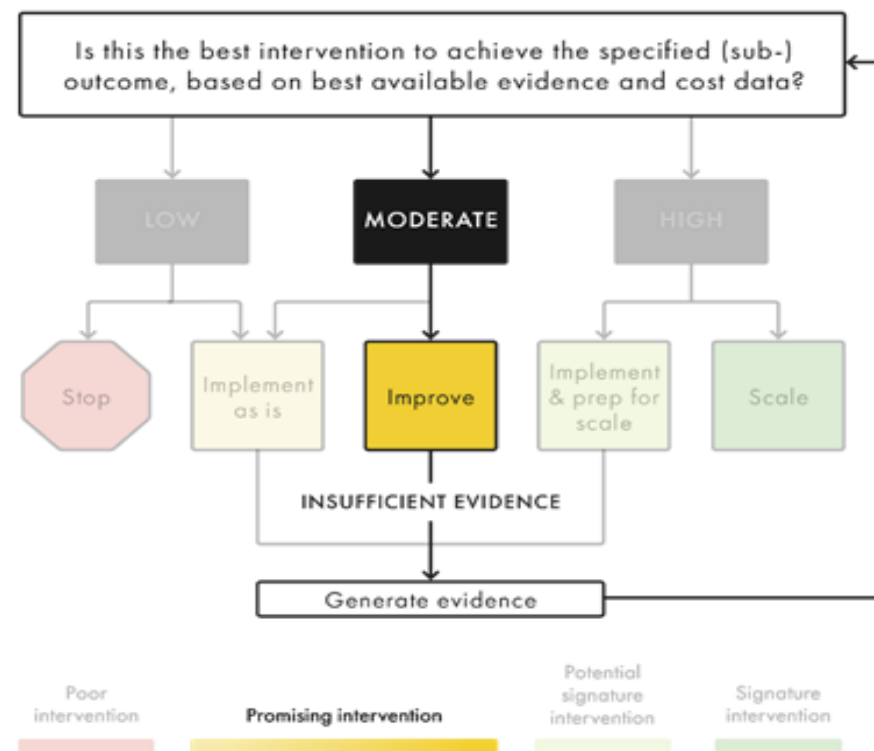 Is this the best intervention to achieve the specified (sub-)
outcome, based on best available evidence and cost data?
LOW
MODERATE
HIGH
Stop
Implement
as is
Improve
Implement
& prep for
scale
Scale
INSUFFICIENT EVIDENCE
Generate evidence
Poor
intervention
Promising intervention
Potential
signature
intervention
Signature
intervention